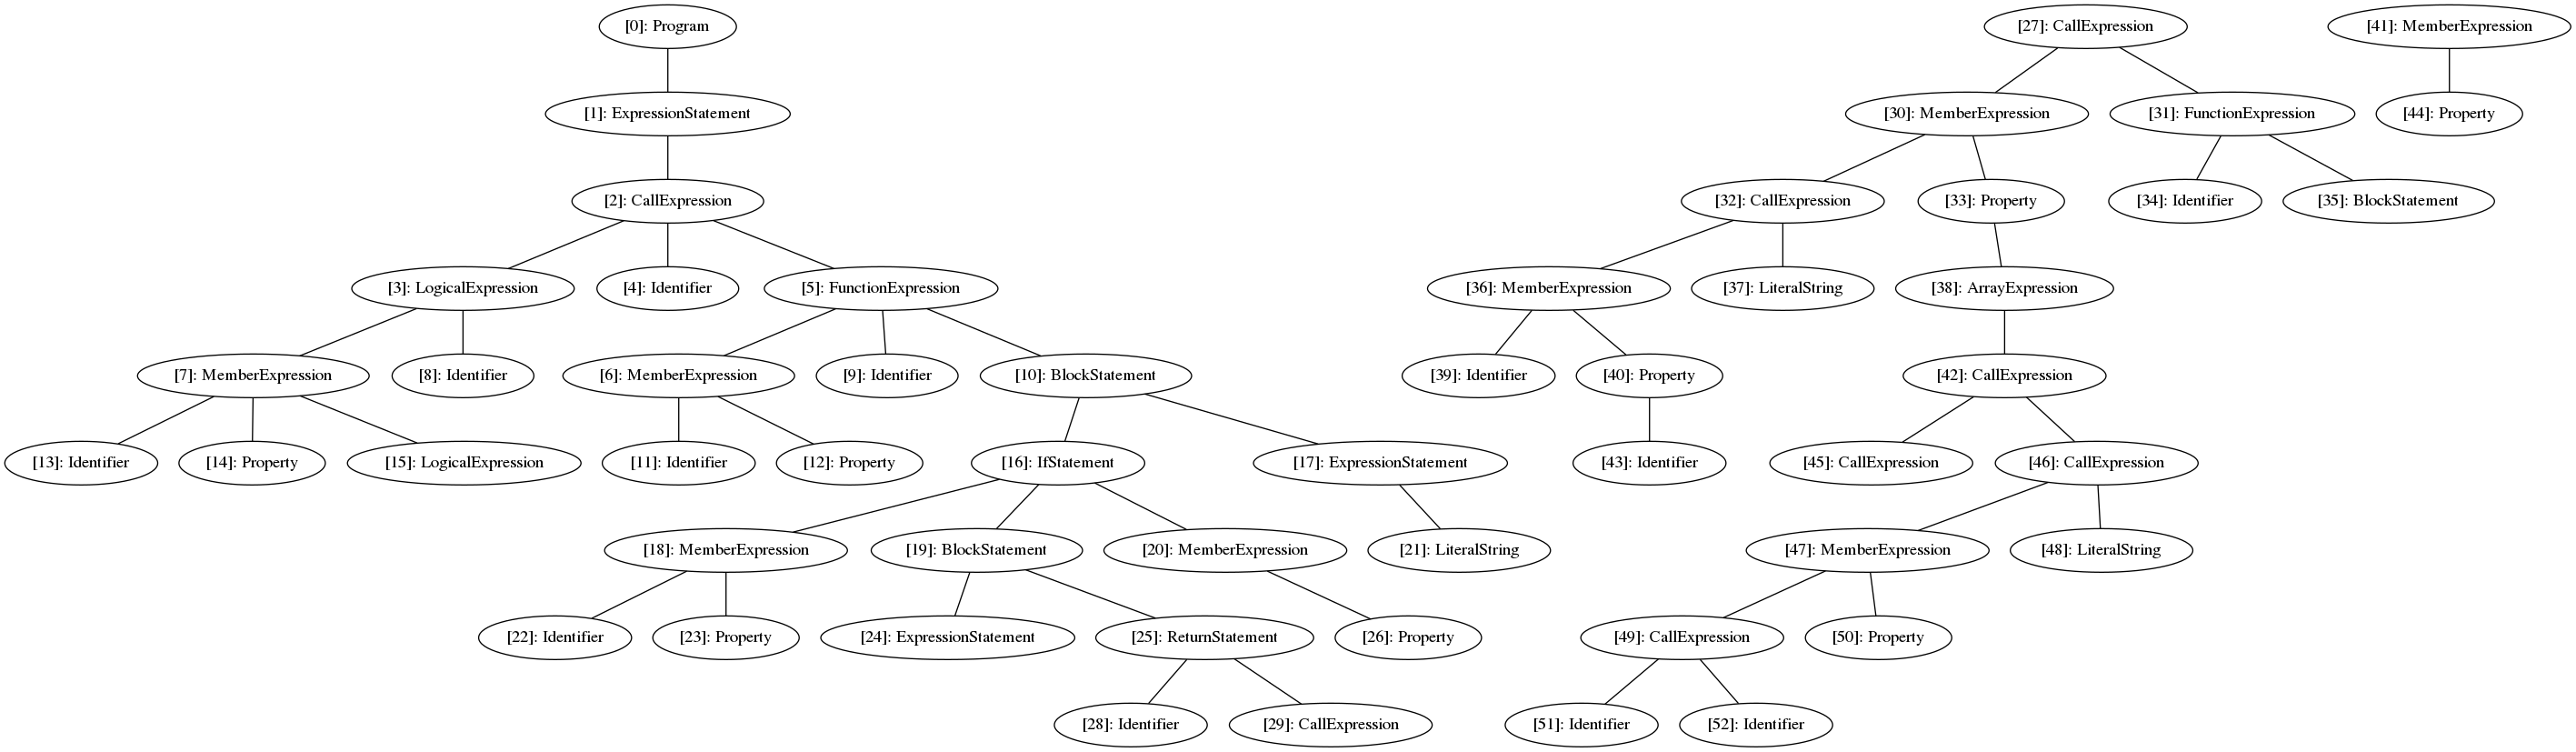 [0]: Program
[27]: CallExpression
[41]: MemberExpression
[1]: ExpressionStatement
[30]: MemberExpression
[31]: FunctionExpression
[44]: Property
[2]: CallExpression
[32]: CallExpression
[33]: Property
[34]: Identifier
[35]: BlockStatement
[3]: LogicalExpression
[4]: Identifier
[5]: FunctionExpression
[36]: MemberExpression
[37]: LiteralString
[38]: ArrayExpression
[7]: MemberExpression
[8]: Identifier
[6]: MemberExpression
[9]: Identifier
[10]: BlockStatement
[39]: Identifier
[40]: Property
[42]: CallExpression
[13]: Identifier
[14]: Property
[15]: LogicalExpression
[11]: Identifier
[12]: Property
[16]: IfStatement
[17]: ExpressionStatement
[43]: Identifier
[45]: CallExpression
[46]: CallExpression
[18]: MemberExpression
[19]: BlockStatement
[20]: MemberExpression
[21]: LiteralString
[47]: MemberExpression
[48]: LiteralString
[22]: Identifier
[23]: Property
[24]: ExpressionStatement
[25]: ReturnStatement
[26]: Property
[49]: CallExpression
[50]: Property
[28]: Identifier
[29]: CallExpression
[51]: Identifier
[52]: Identifier